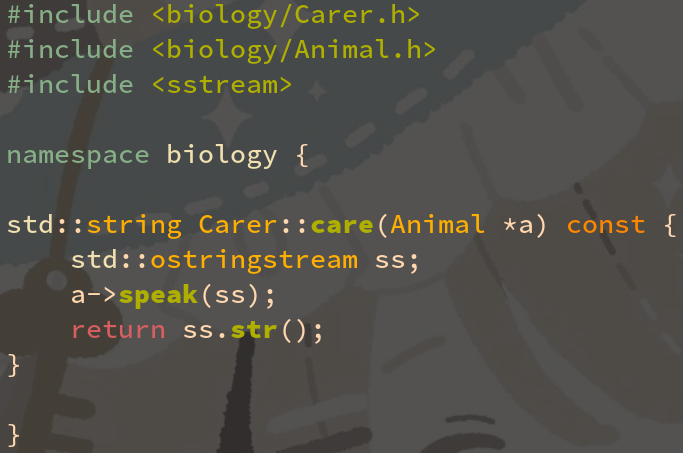 #include <biology/Carer.h>
#include <biology/Animal.h>
#include <sstream>
namespace biology {
std::string Carer::care(Animal *a) const {
    std::ostringstream ss;
    a->speak(ss);
    return ss.str();
}
}